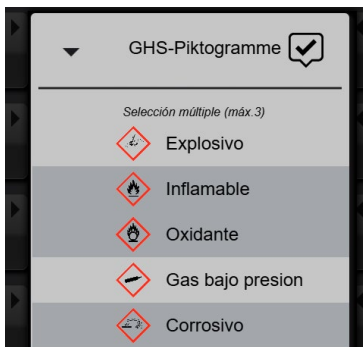 GHS-Piktogramme
Selección múltiple (máx.3)
Explosivo
Inflamable
Oxidante
Gas bajo presion
Corrosivo